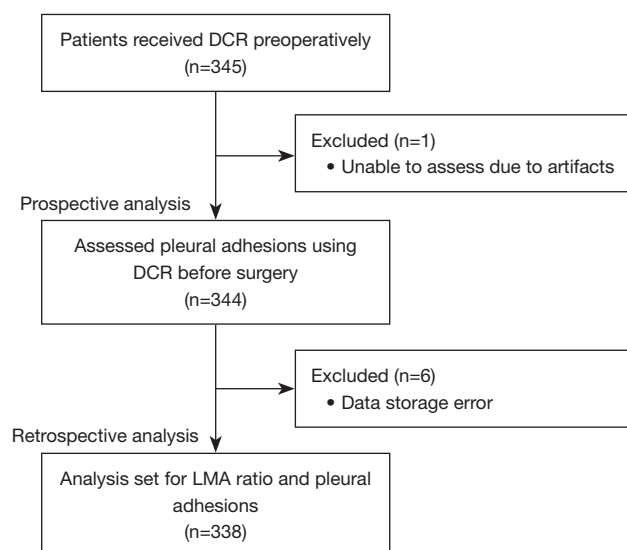 Patients received DCR preoperatively
(n=345)
Excluded (n=1)
• Unable to assess due to artifacts
Prospective analysis
Assessed pleural adhesions using
DCR before surgery
(n=344)
Excluded (n=6)
• Data storage error
Retrospective analysis
Analysis set for LMA ratio and pleural
adhesions
(n=338)